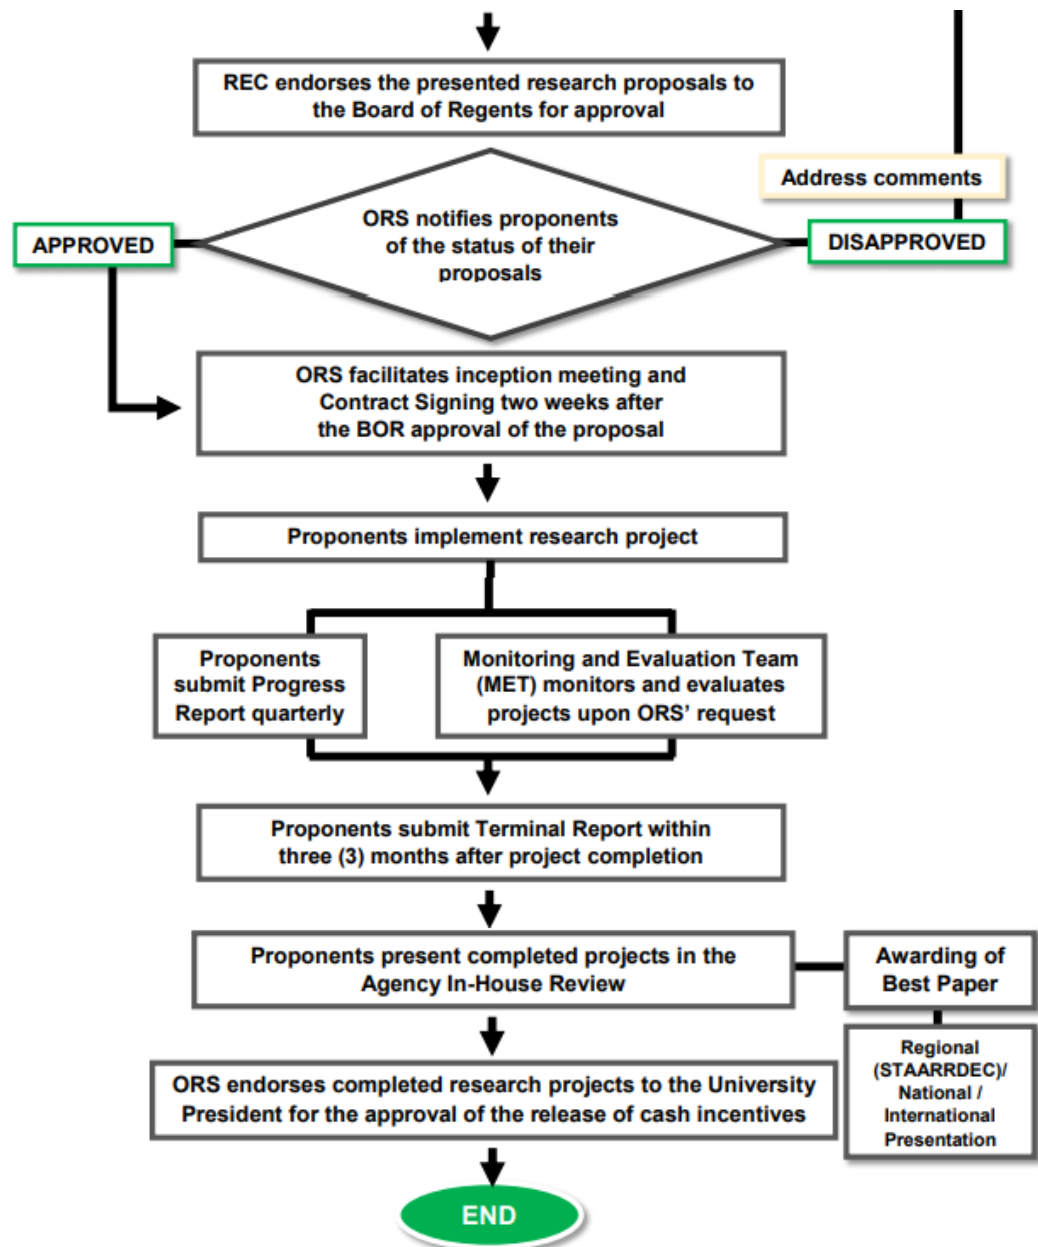 REC endorses the presented research proposals to
the Board of Regents for approval
Address comments
ORS notifies proponents
of the status of their
proposals
APPROVED
DISAPPROVED
ORS facilitates inception meeting and
Contract Signing two weeks after
the BOR approval of the proposal
Proponents implement research project
Proponents
submit Progress
Report quarterly
Monitoring and Evaluation Team
(MET) monitors and evaluates
projects upon ORS’ request
Proponents submit Terminal Report within
three (3) months after project completion
Proponents present completed projects in the
Agency In-House Review
Awarding of
Best Paper
Regional
(STAARRDEC)/
National /
International
Presentation
ORS endorses completed research projects to the University
President for the approval of the release of cash incentives
END